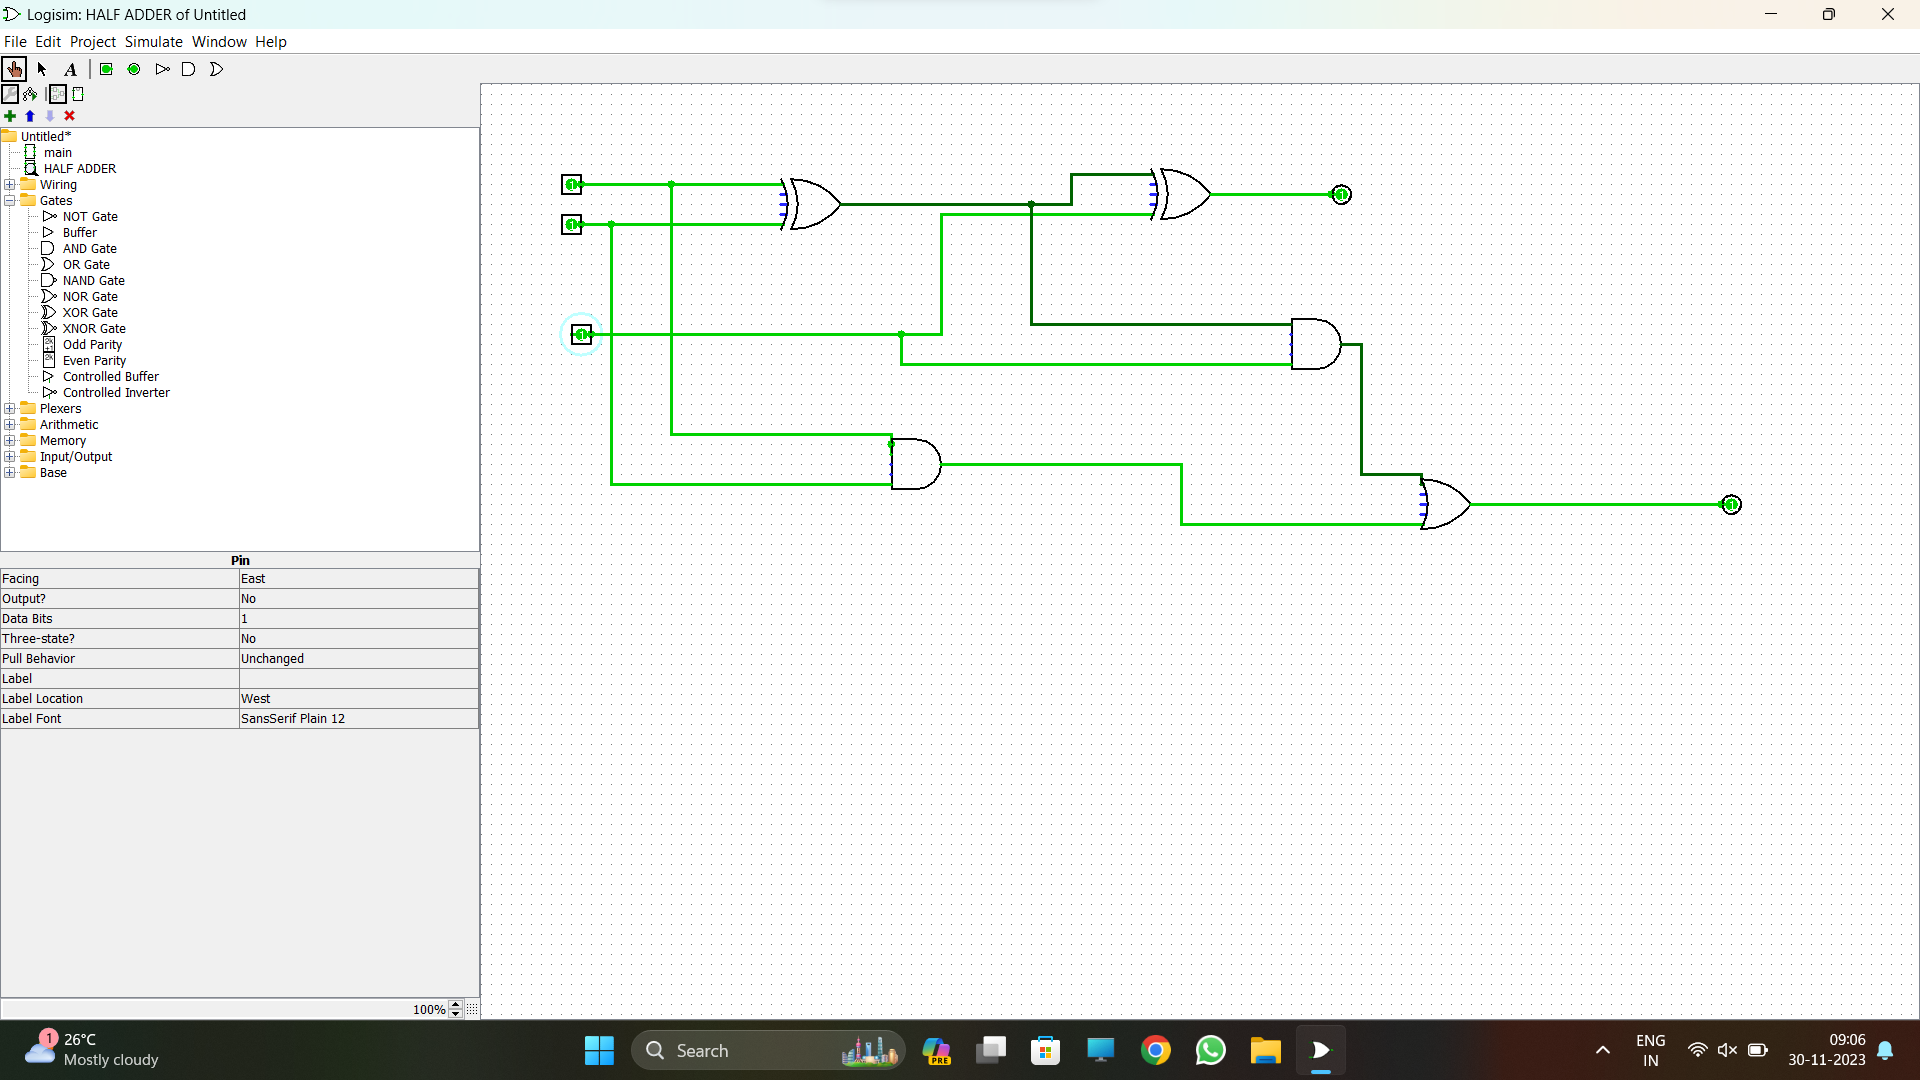 Logisim: HALF ADDER of Untitled
File Edit Project Simulate Window Help
A
Untitled*
main
HALF ADDER
Wiring
Gates
NOT Gate
Buffer
AND Gate
OR Gate
NAND Gate
NOR Gate
XOR Gate
XNOR Gate
Odd Parity
Even Parity
Controlled Buffer
Controlled Inverter
Plexers
Arithmetic
Memory
Input/Output
Base
Pin
Facing East
Output? No
Data Bits 1
Three-state? No
Pull Behavior Unchanged
Label
Label Location West
Label Font SansSerif Plain 12
100%
1
1
1
1
1
1
26°C
Mostly cloudy
Search
PRE
ENG
IN
09:06
30-11-2023